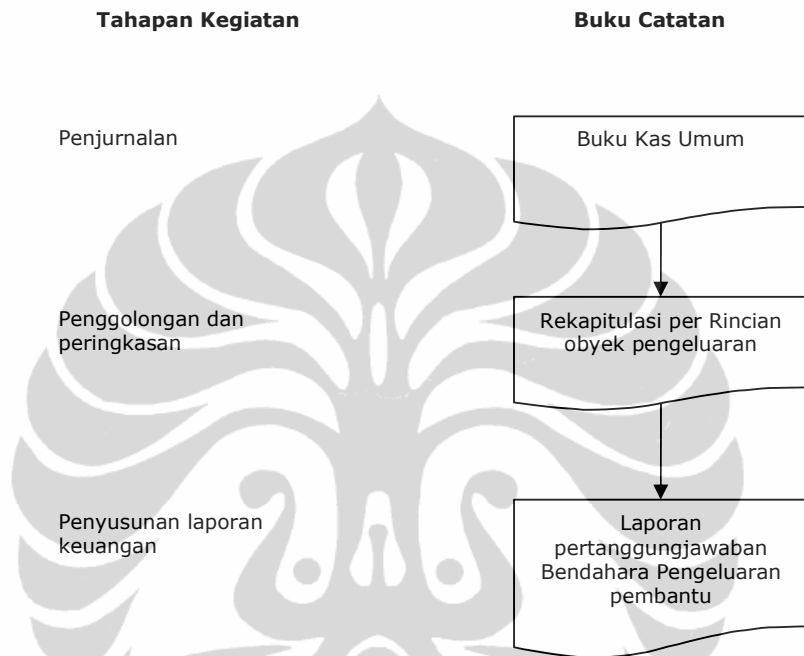 Tahapan Kegiatan
Buku Catatan
Penjurnalan
Buku Kas Umum
Penggolongan dan
peringkasan
Rekapitulasi per Rincian
obyek pengeluaran
Penyusunan laporan
keuangan
Laporan
pertanggungjawaban
Bendahara Pengeluaran
pembantu